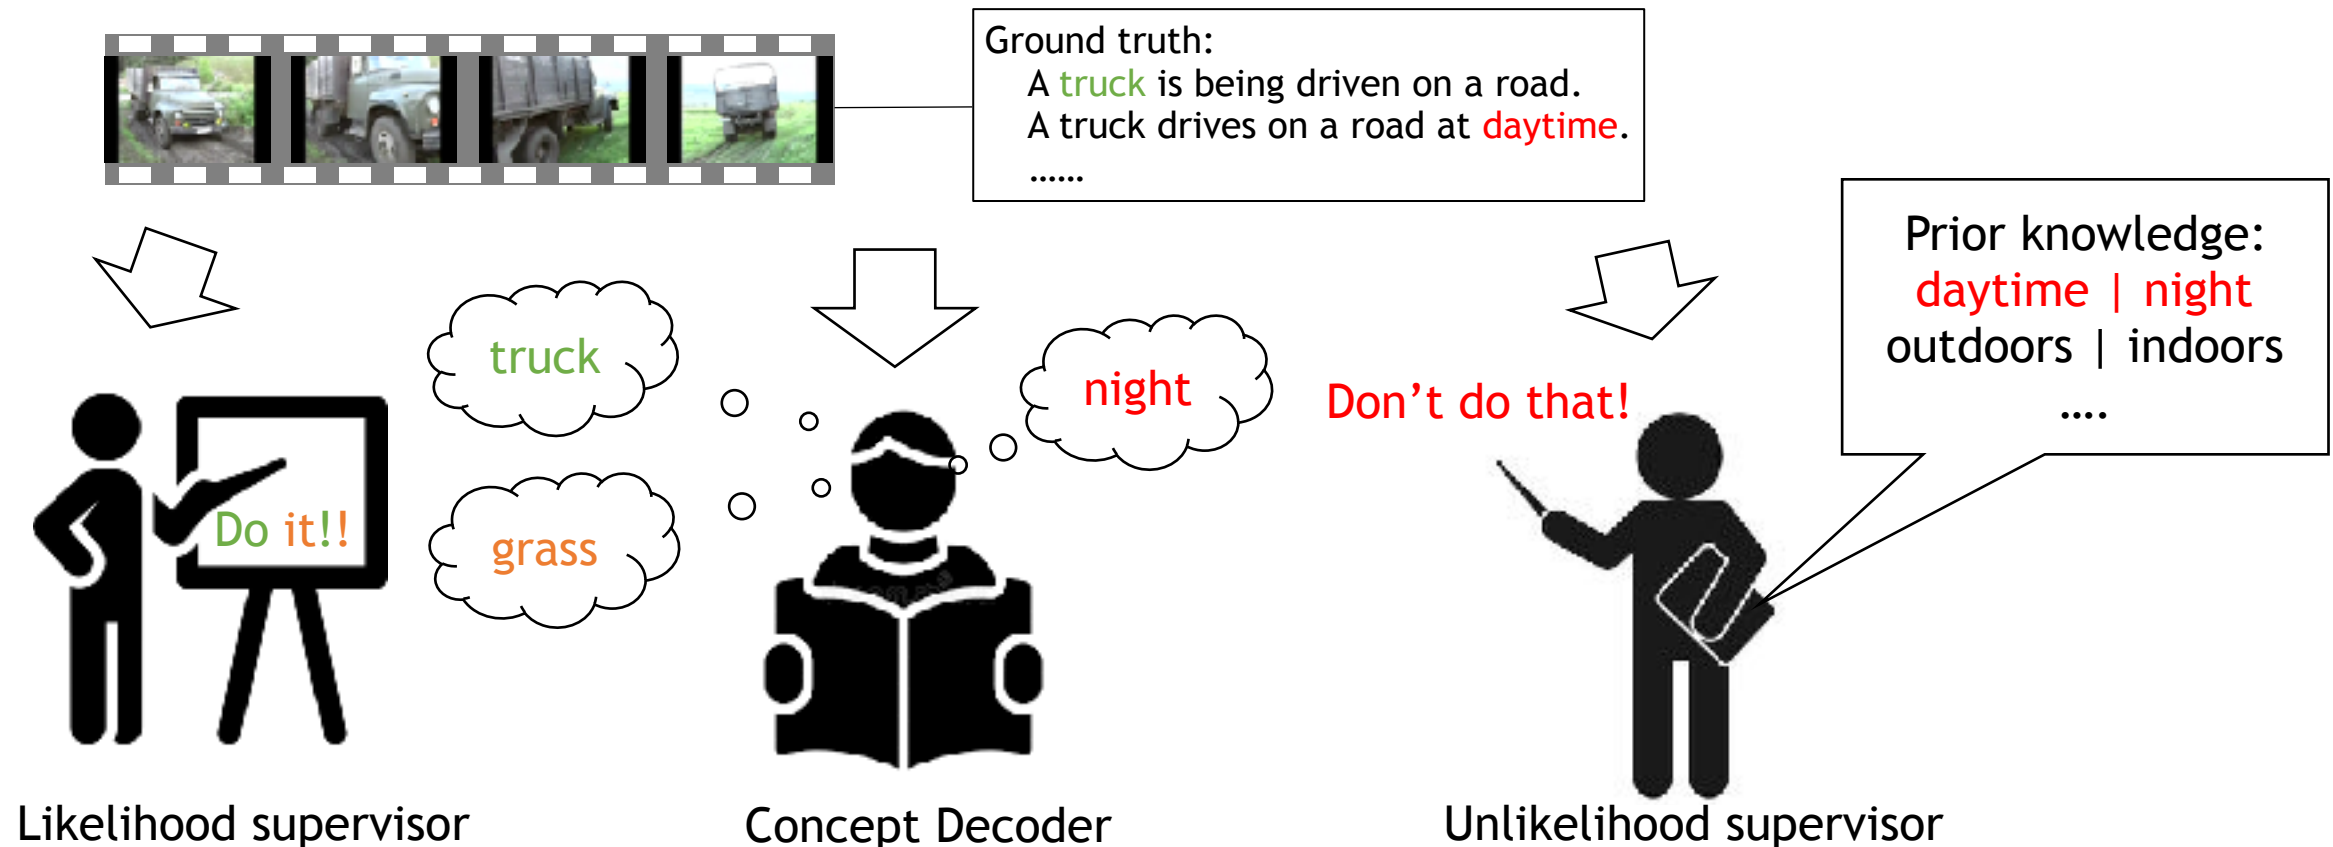 Ground truth:
A truck is being driven on a road.
A truck drives on a road at daytime.
......
Prior knowledge:
daytime | night
outdoors | indoors
....
truck
night
Don’t do that!
Do it!!
grass
Likelihood supervisor
Concept Decoder
Unlikelihood supervisor